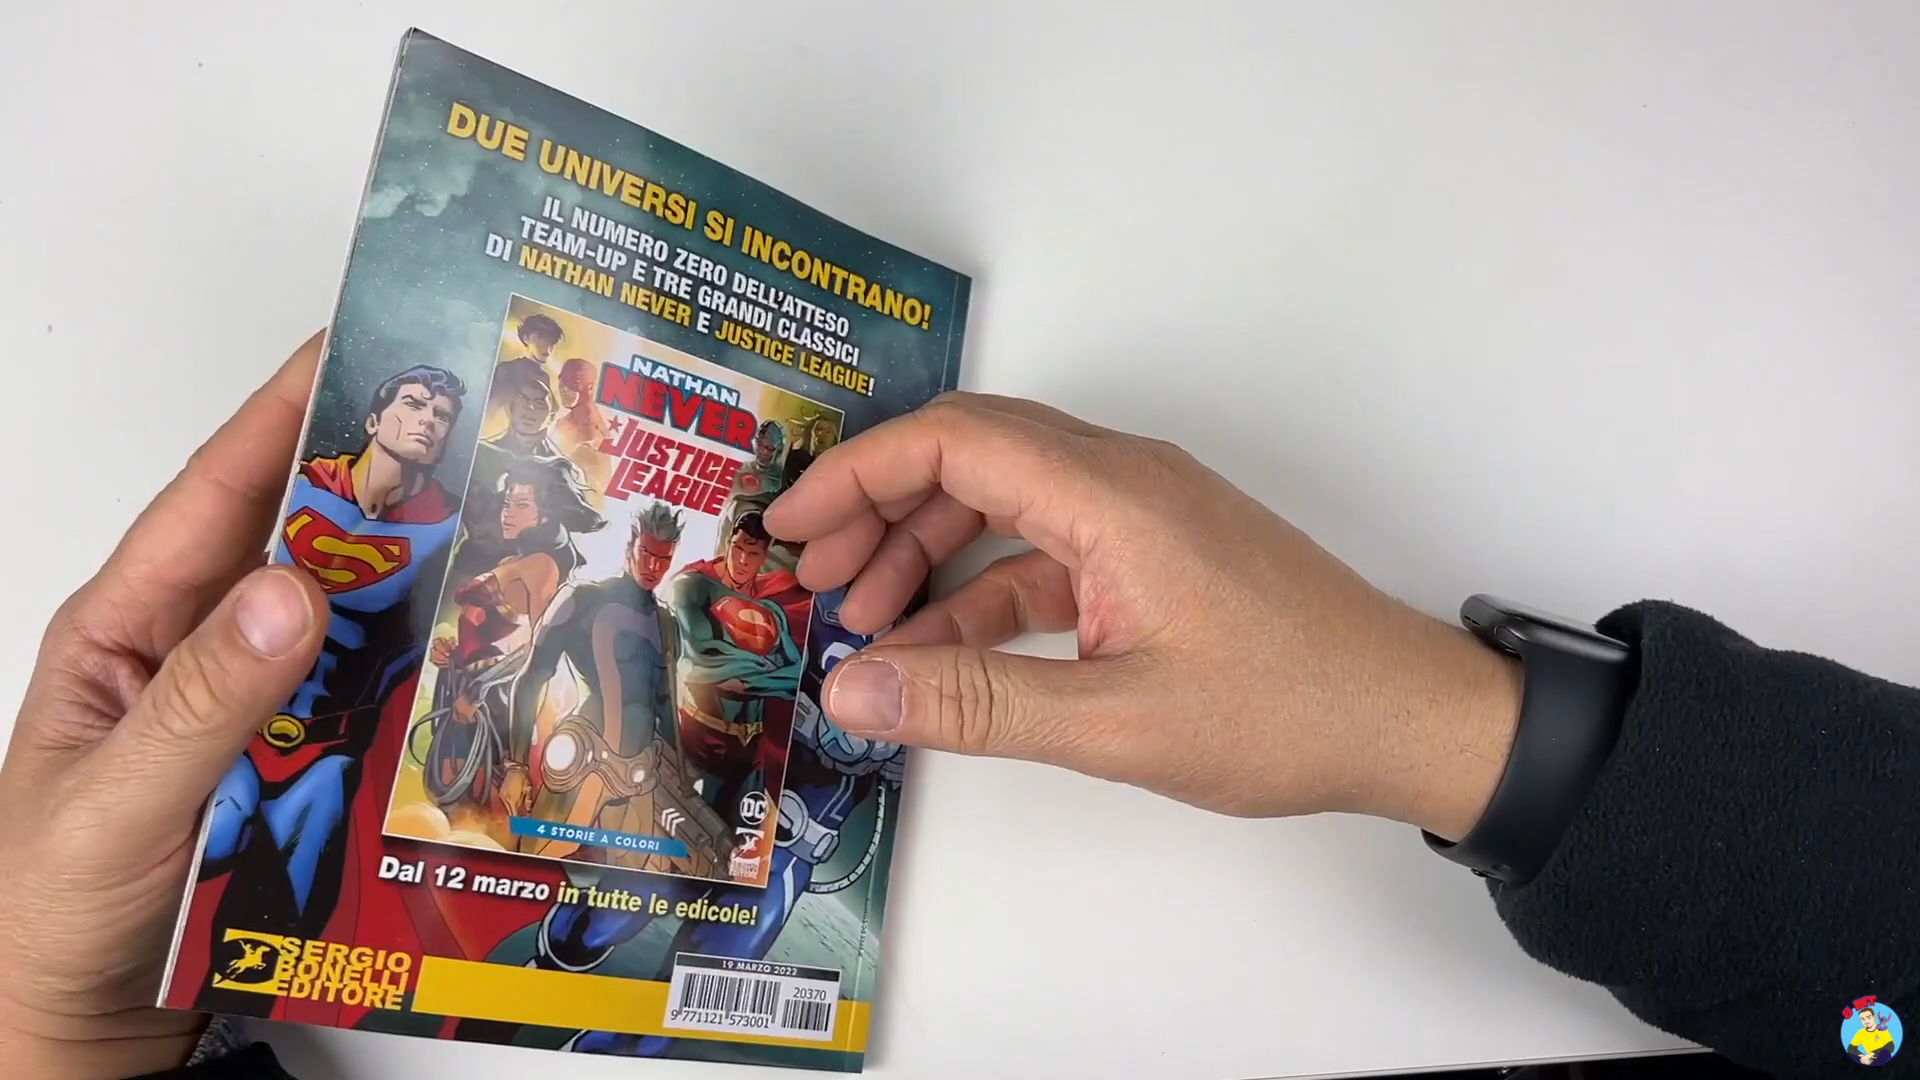 DUE UNIVERSI SI INCONTRANO!
IL NUMERO ZERO DELL'ATTESO
TEAM-UP E TRE GRANDI CLASSICI
DI NATHAN NEVER E JUSTICE LEAGUE!
NATHAN
NEVER
JUSTICE
LEAGUE
S
S
DC
4 STORIE A COLORI
Dal 12 marzo in tutte le edicole!
SERGIO
BONELLI
EDITORE
19 MARZO 2022
20370
9 771121 573001